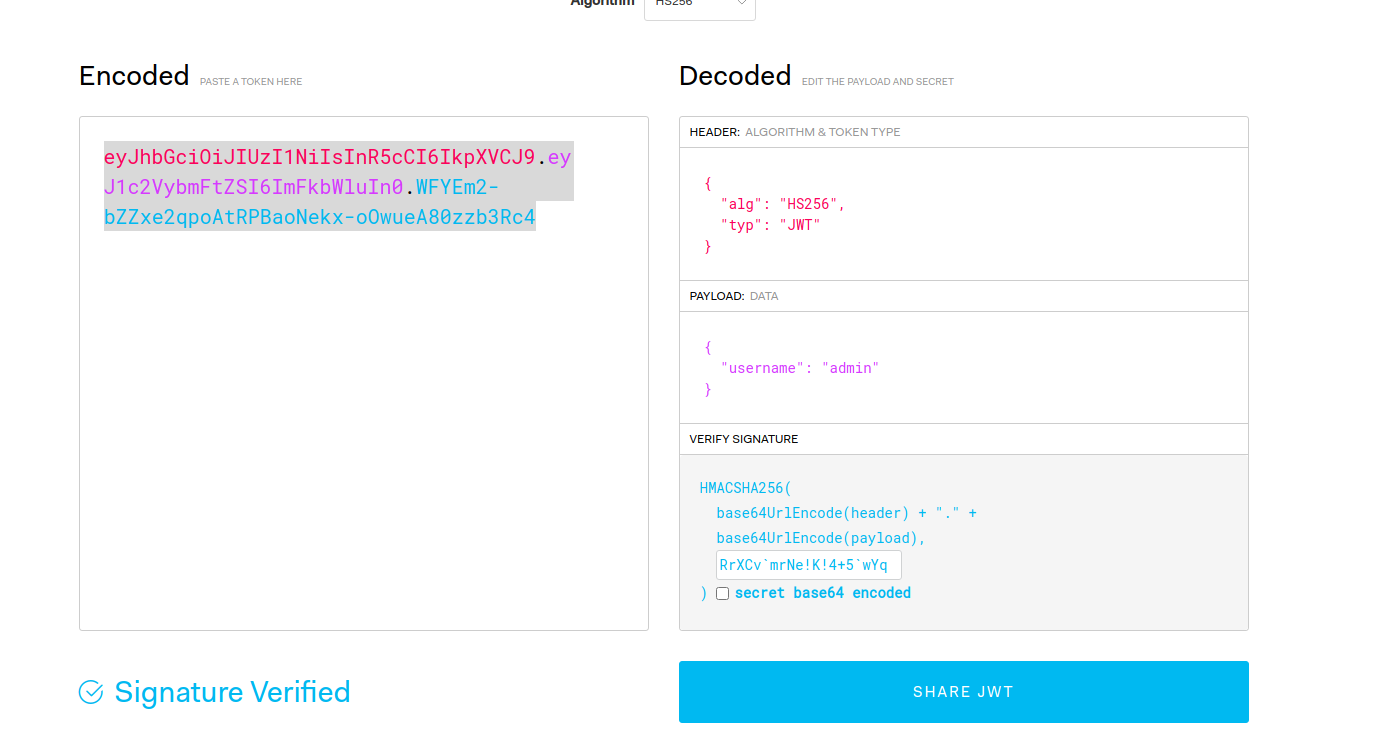 Algorithm HS256
Encoded PASTE A TOKEN HERE
eyJhbGciOiJIUzI1NiIsInR5cCI6IkpXVCJ9.ey
J1c2VybmFtZSI6ImFkbWluIn0.WFYEm2-
bZZxe2qpoAtRPBaoNekx-oOwueA80zzb3Rc4
Decoded EDIT THE PAYLOAD AND SECRET
HEADER: ALGORITHM & TOKEN TYPE
{
"alg": "HS256",
"typ": "JWT"
}
PAYLOAD: DATA
{
"username": "admin"
}
VERIFY SIGNATURE
HMACSHA256(
base64UrlEncode(header) + "." +
base64UrlEncode(payload),
RrXCv`mrNe!K!4+5`wYq
) secret base64 encoded
Signature Verified
SHARE JWT